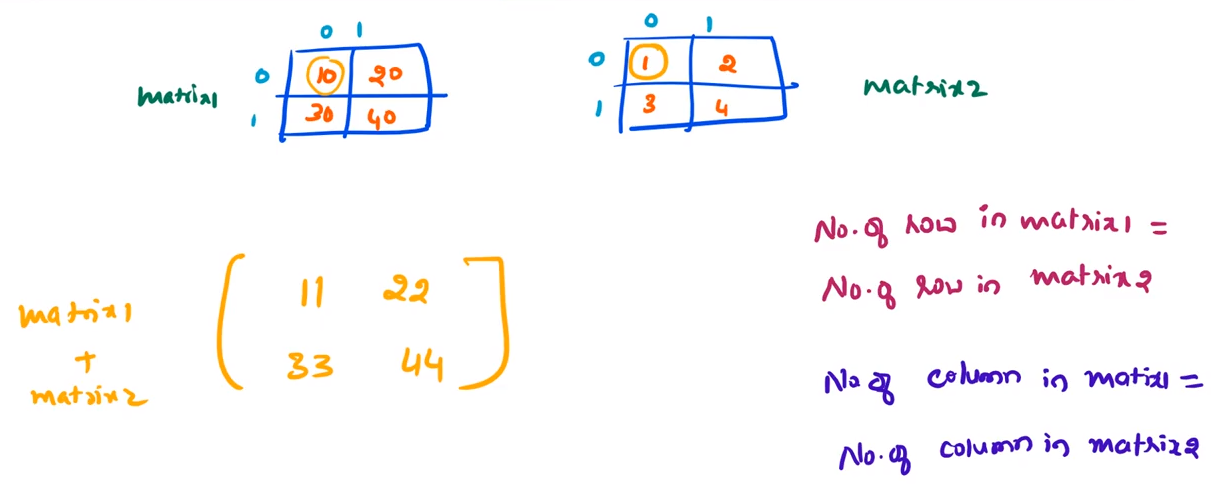 0 1
0 10 20
matrix1
1 30 40
0 1
0 1 2
1 3 4
matrix2
No. of row in matrix1 =
No. of row in matrix2
matrix1
+
matrix2
11 22
33 44
No of column in matix1 =
No. of column in matrix2